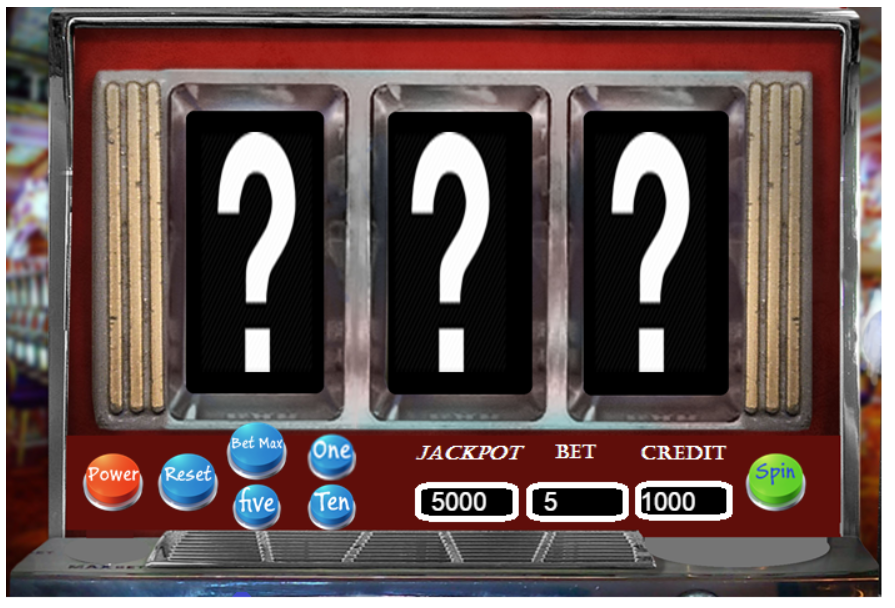 ? ? ?
Power
Reset
Bet Max
five
One
Ten
JACKPOT
5000
BET
5
CREDIT
1000
Spin